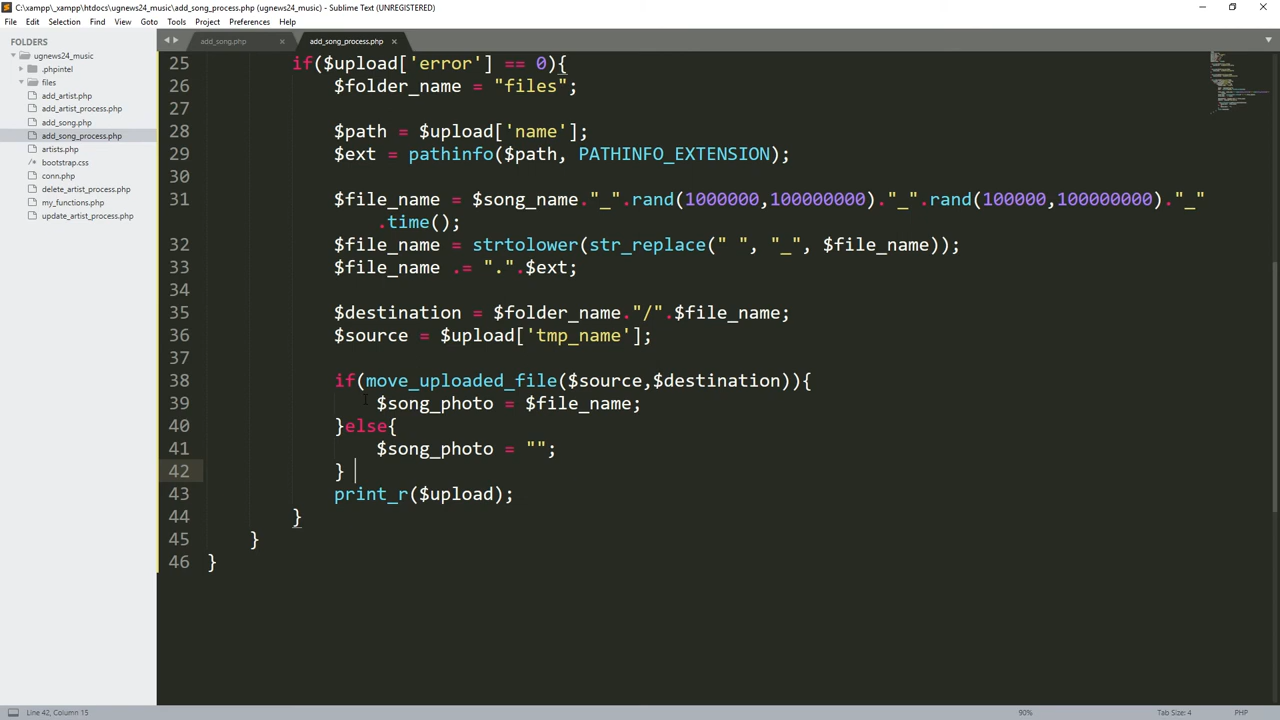 C:\xampp\_xampp\htdocs\ugnews24_music\add_song_process.php (ugnews24_music) - Sublime Text (UNREGISTERED)
File Edit Selection Find View Goto Tools Project Preferences Help
FOLDERS
ugnews24_music
.phpintel
files
add_artist.php
add_artist_process.php
add_song.php
add_song_process.php
artists.php
/* bootstrap.css
conn.php
delete_artist_process.php
my_functions.php
update_artist_process.php
add_song.php × add_song_process.php ×
25 if($upload['error'] == 0){
26 $folder_name = "files";
27
28 $path = $upload['name'];
29 $ext = pathinfo($path, PATHINFO_EXTENSION);
30
31 $file_name = $song_name."_".rand(1000000,100000000)."_".rand(100000,100000000)."_"
.time();
32 $file_name = strtolower(str_replace(" ", "_", $file_name));
33 $file_name .= ".".$ext;
34
35 $destination = $folder_name."/".$file_name;
36 $source = $upload['tmp_name'];
37
38 if(move_uploaded_file($source,$destination)){
39 $song_photo = $file_name;
40 }else{
41 $song_photo = "";
42 }
43 print_r($upload);
44 }
45 }
46 }
Line 42, Column 15 90% Tab Size: 4 PHP